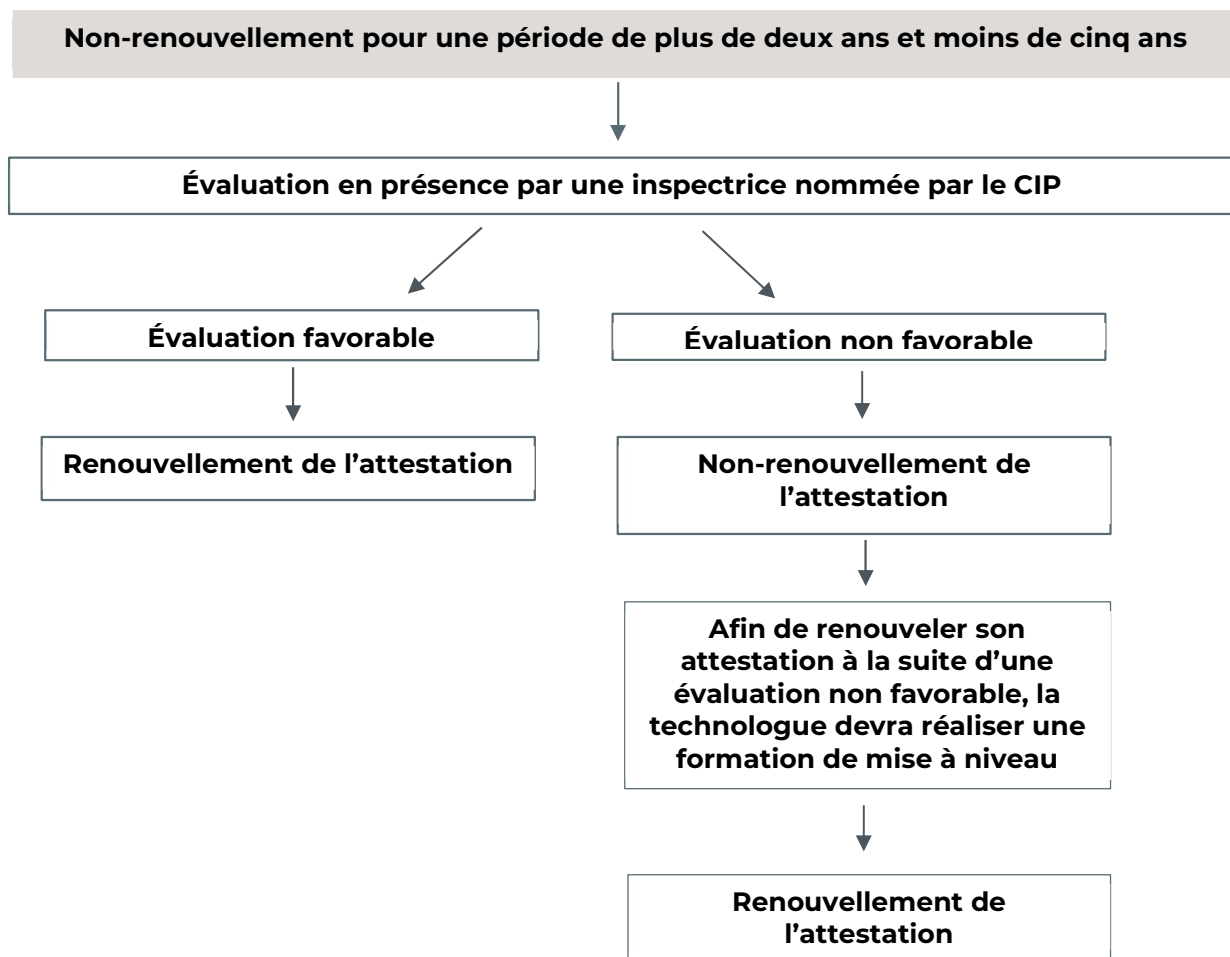 Non-renouvellement pour une période de plus de deux ans et moins de cinq ans
Évaluation en présence par une inspectrice nommée par le CIP
Évaluation favorable
Évaluation non favorable
Renouvellement de l’attestation
Non-renouvellement de
l’attestation
Afin de renouveler son
attestation à la suite d’une
évaluation non favorable, la
technologue devra réaliser une
formation de mise à niveau
Renouvellement de
l’attestation